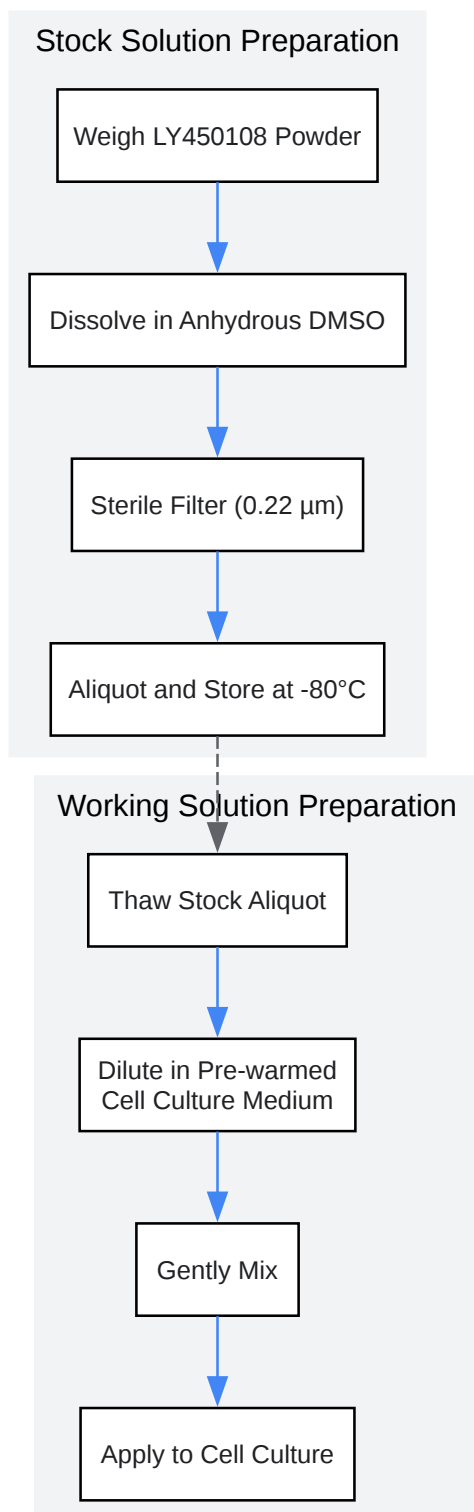 Stock Solution Preparation
Weigh LY450108 Powder
Dissolve in Anhydrous DMSO
Sterile Filter (0.22 µm)
Aliquot and Store at -80°C
Working Solution Preparation
Thaw Stock Aliquot
Dilute in Pre-warmed
Cell Culture Medium
Gently Mix
Apply to Cell Culture